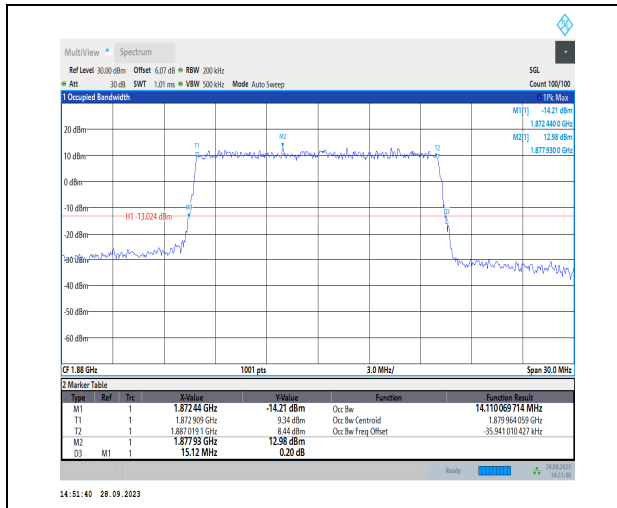 MultiView Spectrum
Ref Level 30.00 dBm Offset 6.07 dB RBW 200 kHz SGL
Att 30 dB SWT 1.01 ms VBW 500 kHz Mode Auto Sweep Count 100/100
1 Occupied Bandwidth 1Pk Max
M1[1] -14.21 dBm
1.872 440 0 GHz
M2[1] 12.98 dBm
1.877 930 0 GHz
20 dBm
T1 M2 T2
10 dBm
0 dBm
-10 dBm
M1 D3
H1 -13.024 dBm
-20 dBm
-30 dBm
-40 dBm
-50 dBm
-60 dBm
CF 1.88 GHz 1001 pts 3.0 MHz/ Span 30.0 MHz
2 Marker Table
Type Ref Trc X-Value Y-Value Function Function Result
M1 1 1.872 44 GHz -14.21 dBm Occ Bw 14.110 069 714 MHz
T1 1 1.872 909 GHz 9.34 dBm Occ Bw Centroid 1.879 964 059 GHz
T2 1 1.887 019 1 GHz 8.44 dBm Occ Bw Freq Offset -35.941 010 427 kHz
M2 1 1.877 93 GHz 12.98 dBm
D3 M1 1 15.12 MHz 0.20 dB
Ready 28.09.2023
14:51:40
14:51:40 28.09.2023